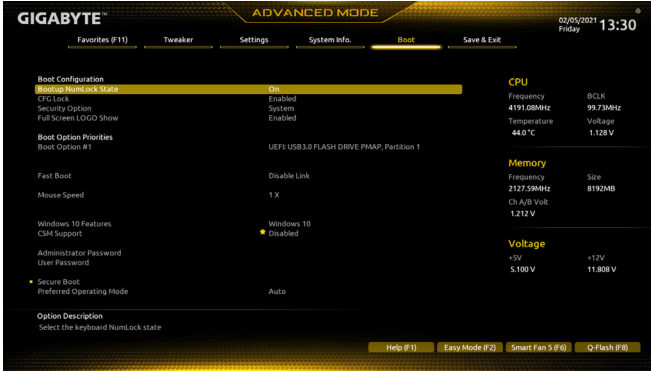 GIGABYTE™
ADVANCED MODE
02/05/2021
Friday
13:30
Favorites (F11) Tweaker Settings System Info. Boot Save & Exit
Boot Configuration
Bootup NumLock State On
CFG Lock Enabled
Security Option System
Full Screen LOGO Show Enabled
Boot Option Priorities
Boot Option #1 UEFI: USB3.0 FLASH DRIVE PMAP, Partition 1
Fast Boot Disable Link
Mouse Speed 1 X
Windows 10 Features Windows 10
CSM Support Disabled
Administrator Password
User Password
Secure Boot
Preferred Operating Mode Auto
Option Description
Select the keyboard NumLock state
CPU
Frequency BCLK
4191.08MHz 99.73MHz
Temperature Voltage
44.0 °C 1.128 V
Memory
Frequency Size
2127.59MHz 8192MB
Ch A/B Volt
1.212 V
Voltage
+5V +12V
5.100 V 11.808 V
Help (F1) Easy Mode (F2) Smart Fan 5 (F6) Q-Flash (F8)